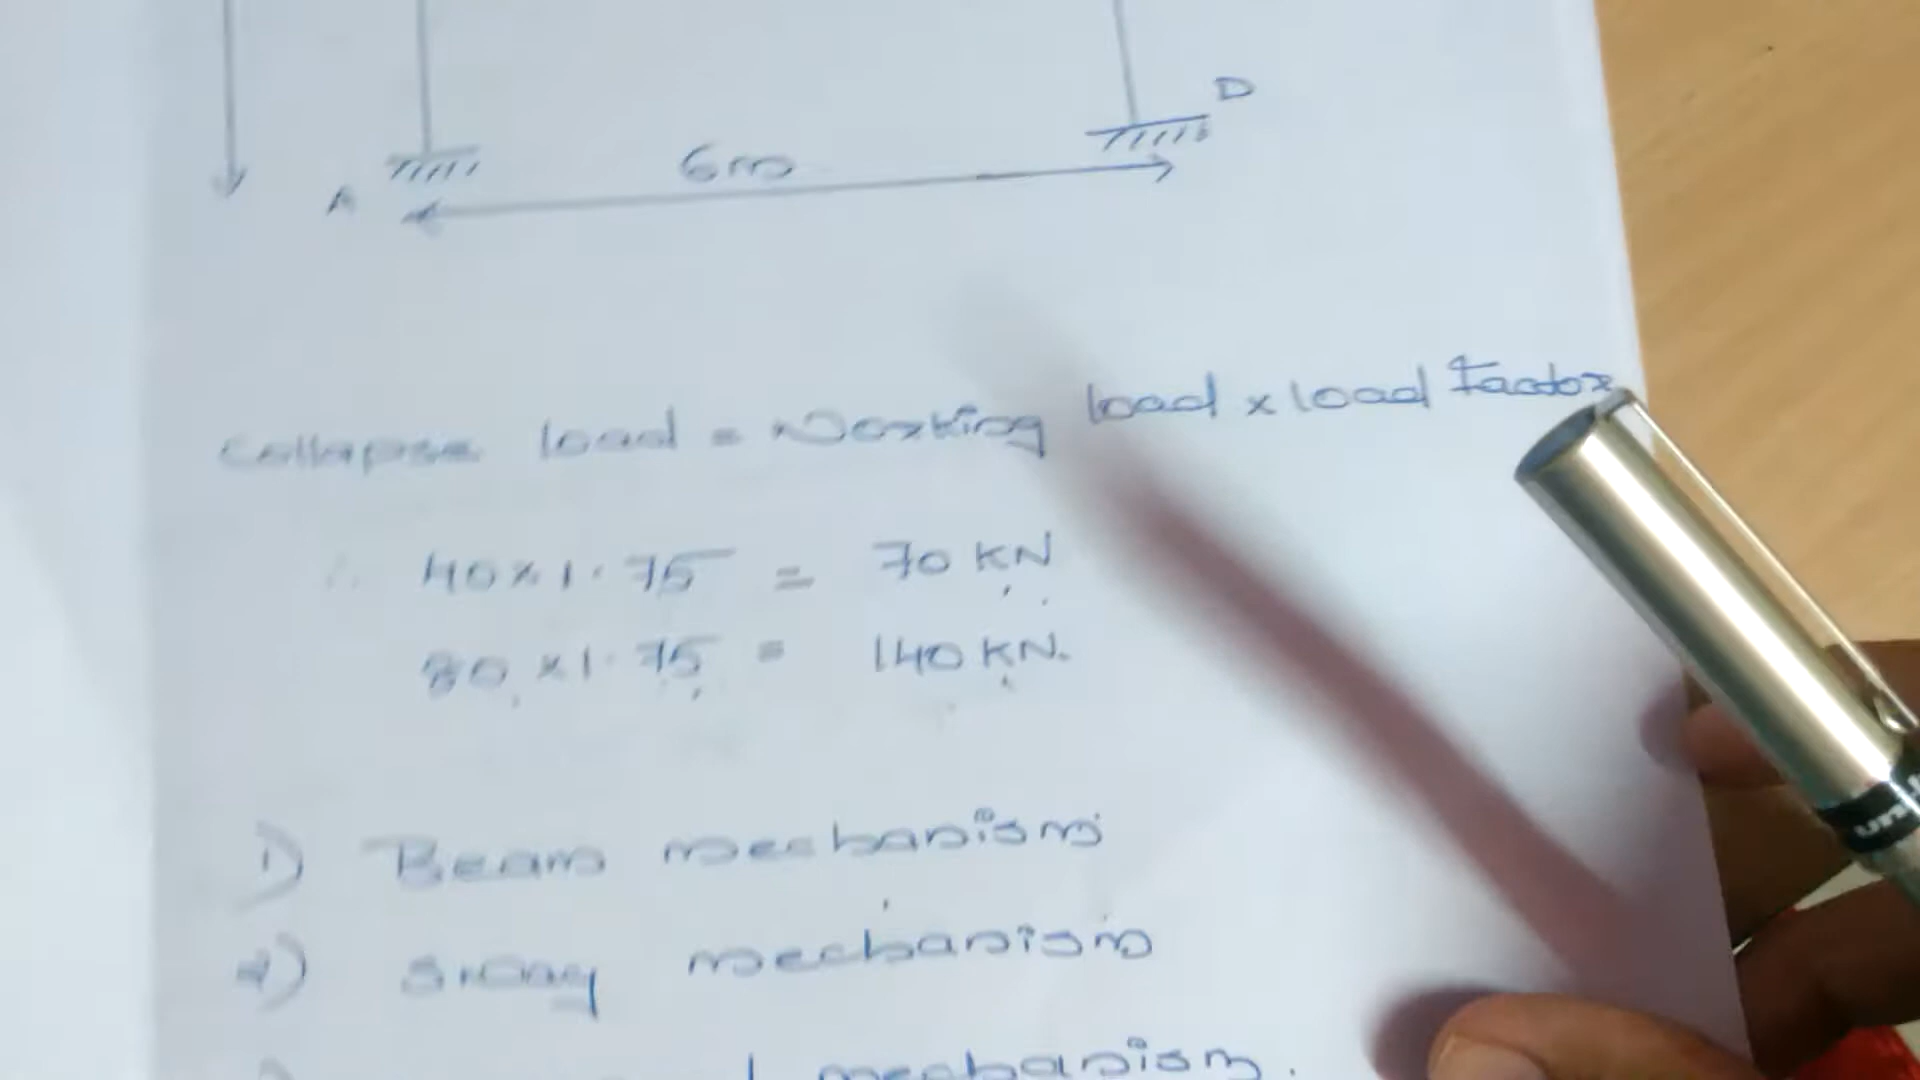 D
6m
A
Collapse load = Working load x load factor
∴ 40 x 1.75 = 70 KN
80 x 1.75 = 140 KN.
1) Beam mechanism
2) Sway mechanism
mechanism.